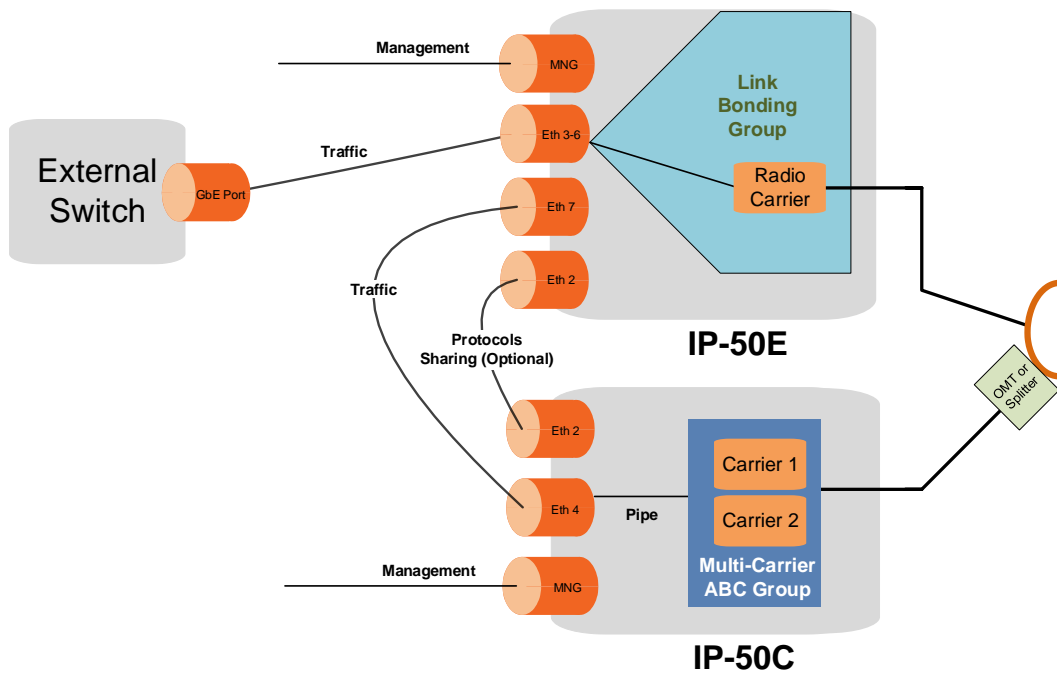 Management
MNG
Link
Bonding
Group
Eth 3-6
Traffic
External
Switch
GbE Port
Radio
Carrier
Eth 7
Eth 2
Traffic
Protocols
Sharing (Optional)
IP-50E
OMT or
Splitter
Eth 2
Carrier 1
Eth 4
Pipe
Carrier 2
Multi-Carrier
ABC Group
Management
MNG
IP-50C